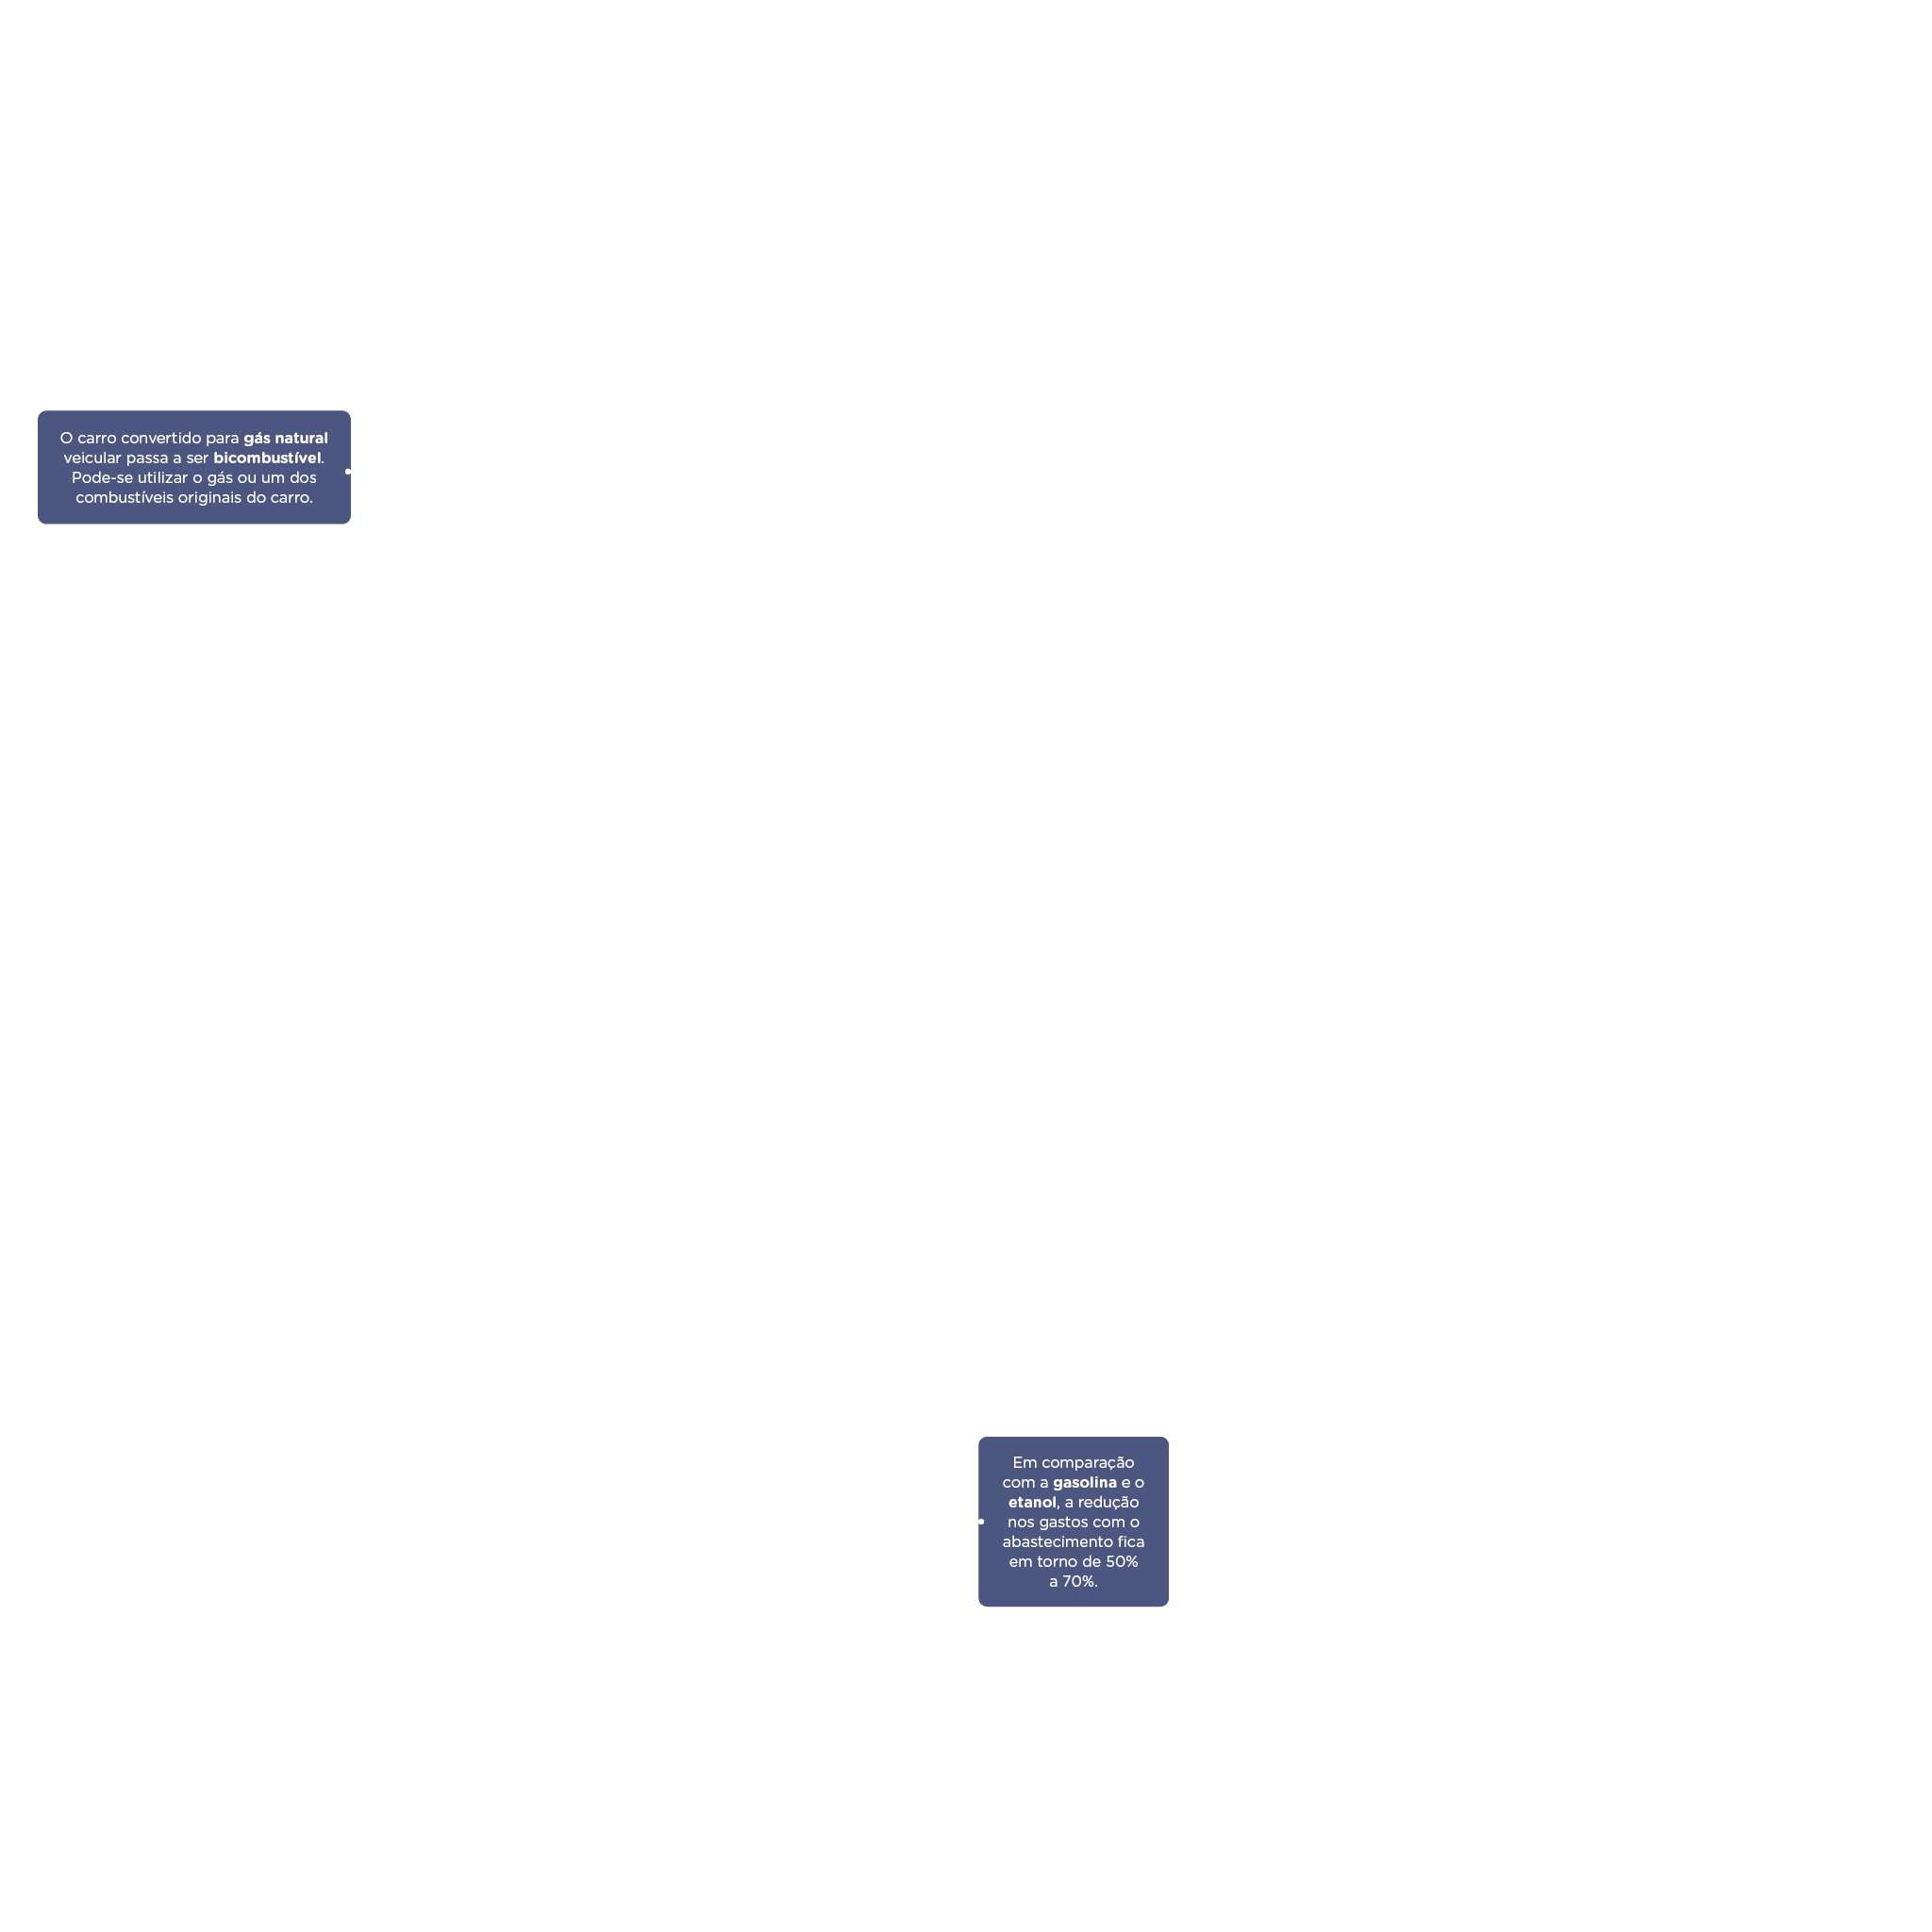 O carro convertido para gás natural
veicular passa a ser bicombustível.
Pode-se utilizar o gás ou um dos
combustíveis originais do carro.
Em comparação
com a gasolina e o
etanol, a redução
nos gastos com o
abastecimento fica
em torno de 50%
a 70%.